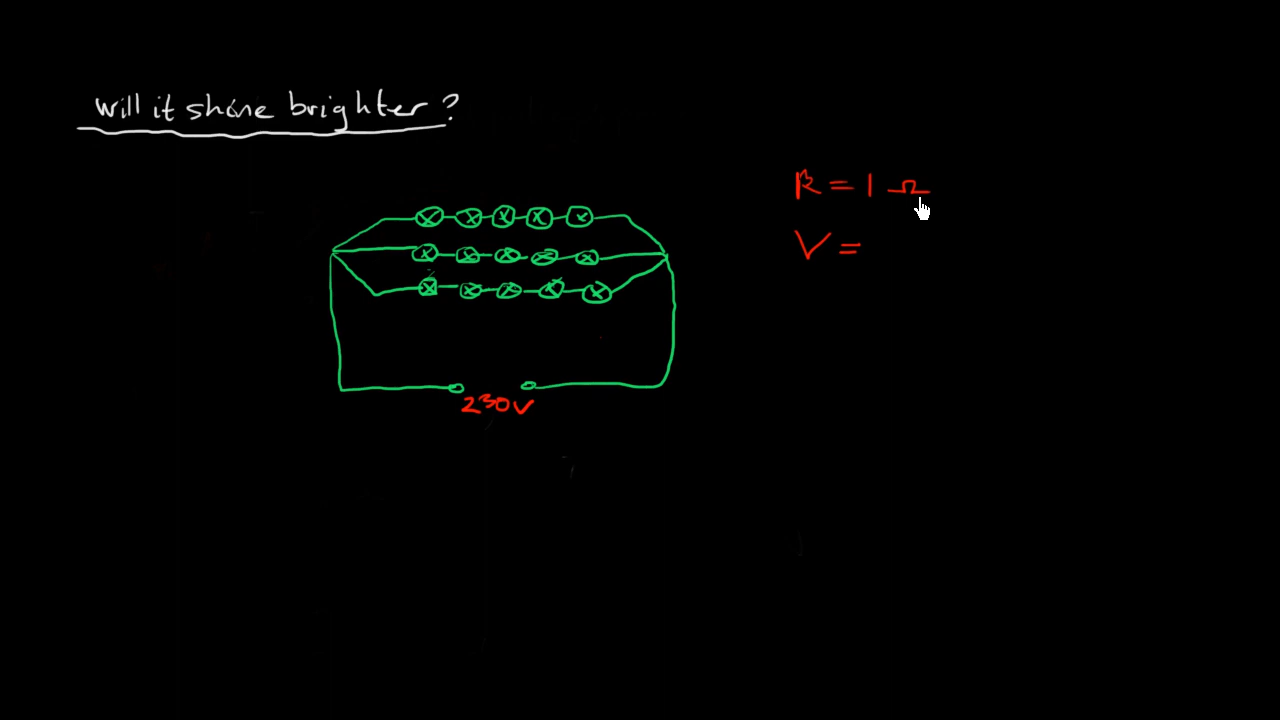 will it shine brighter?
R = 1 Ω
V =
230V